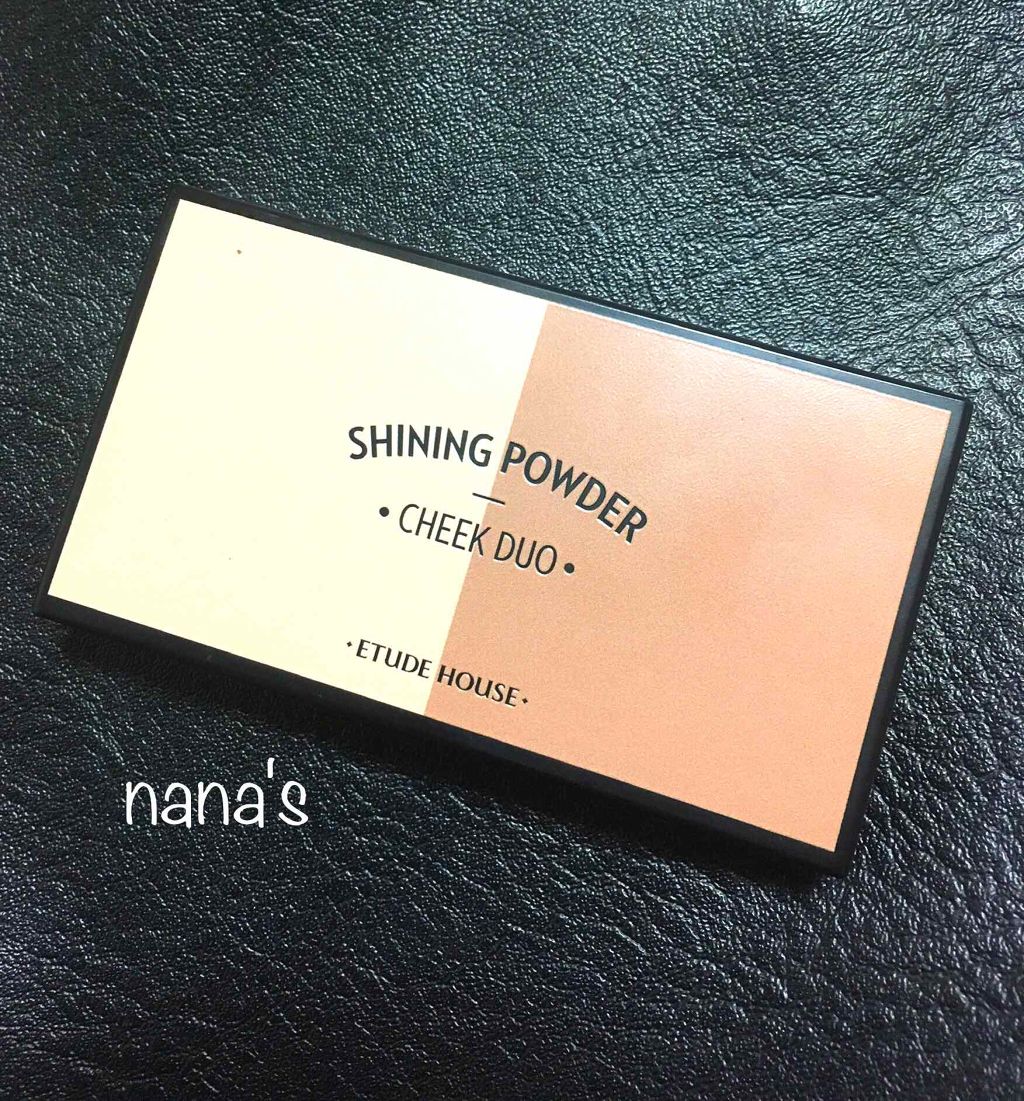 SHINING POWDER
• CHEEK DUO •
ETUDE HOUSE
nana's